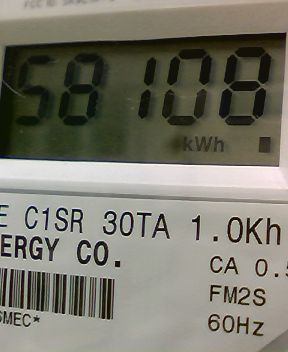 58108
kWh
E C1SR 30TA 1.0Kh
ERGY CO.
CA 0.5
FM2S
60Hz
SMEC*